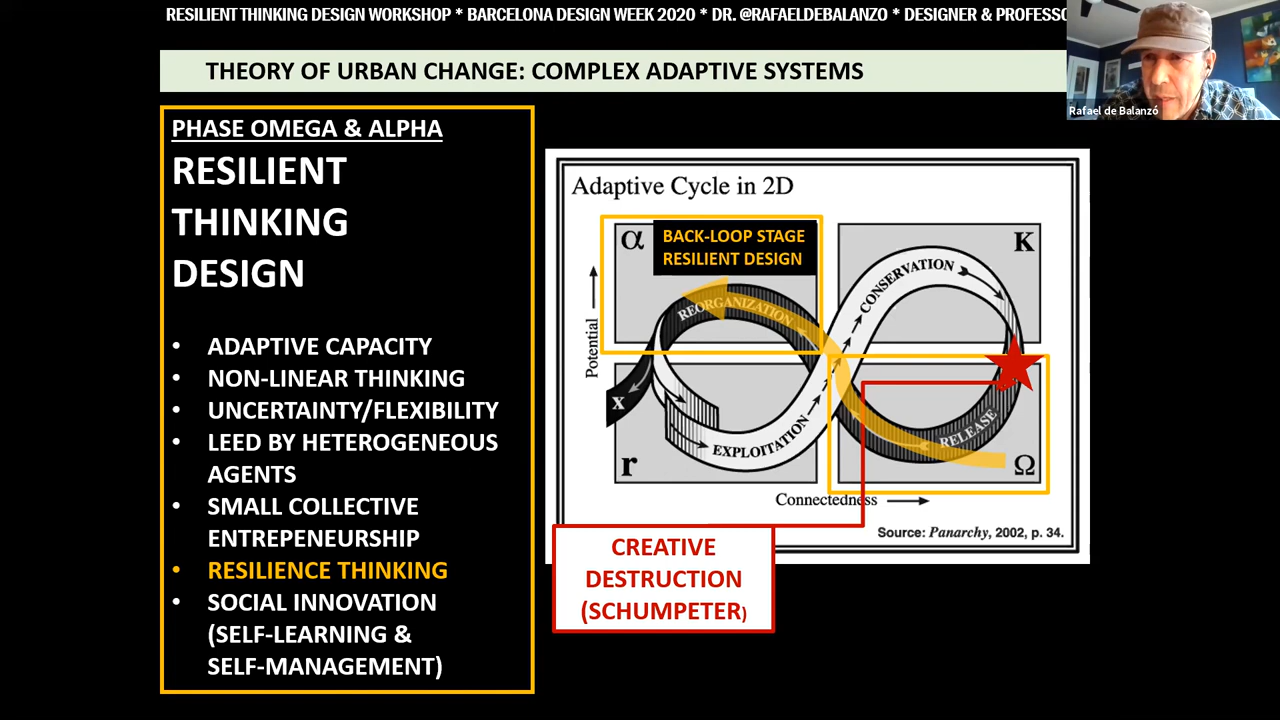 RESILIENT THINKING DESIGN WORKSHOP * BARCELONA DESIGN WEEK 2020 * DR. @RAFAELDEBALANZO * DESIGNER & PROFESSO
Rafael de Balanzó
THEORY OF URBAN CHANGE: COMPLEX ADAPTIVE SYSTEMS
PHASE OMEGA & ALPHA
RESILIENT
THINKING
DESIGN
• ADAPTIVE CAPACITY
• NON-LINEAR THINKING
• UNCERTAINTY/FLEXIBILITY
• LEED BY HETEROGENEOUS
AGENTS
• SMALL COLLECTIVE
ENTREPENEURSHIP
• RESILIENCE THINKING
• SOCIAL INNOVATION
(SELF-LEARNING &
SELF-MANAGEMENT)
Adaptive Cycle in 2D
α
BACK-LOOP STAGE
RESILIENT DESIGN
K
CONSERVATION
REORGANIZATION
Potential
x
EXPLOITATION
RELEASE
r
Ω
Connectedness
Source: Panarchy, 2002, p. 34.
CREATIVE
DESTRUCTION
(SCHUMPETER)